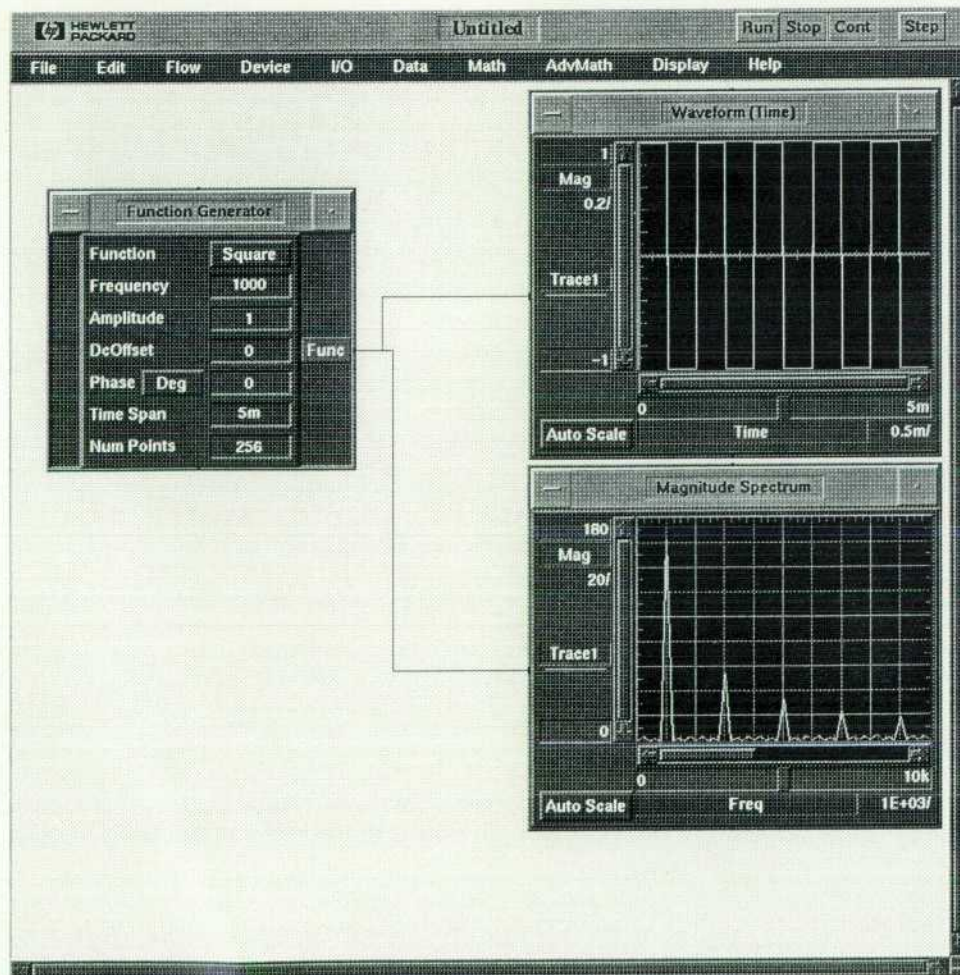 hp HEWLETT PACKARD
Untitled
Run Stop Cont Step
File Edit Flow Device I/O Data Math AdvMath Display Help
Function Generator
Function Square
Frequency 1000
Amplitude 1
DcOffset 0
Phase Deg 0
Time Span 5m
Num Points 256
Func
Waveform (Time)
1
Mag
0.2/
Trace1
-1
0 5m
Auto Scale Time 0.5m/
Magnitude Spectrum
160
Mag
20/
Trace1
0
0 10k
Auto Scale Freq 1E+03/